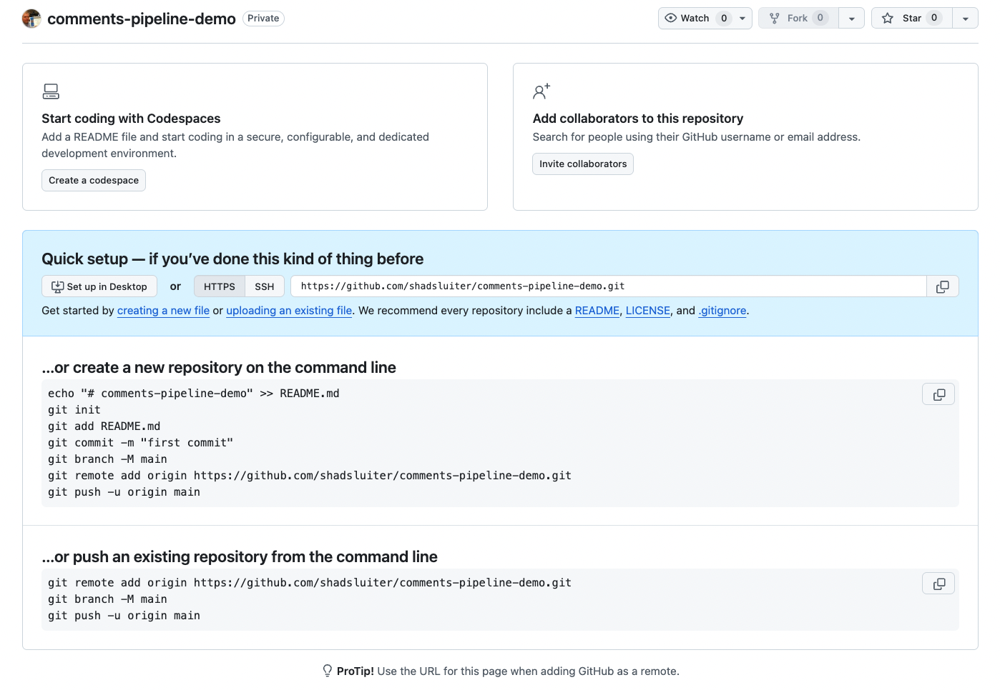 comments-pipeline-demo Private Watch 0 Fork 0 Star 0
Start coding with Codespaces
Add a README file and start coding in a secure, configurable, and dedicated
development environment.
Create a codespace
Add collaborators to this repository
Search for people using their GitHub username or email address.
Invite collaborators
Quick setup — if you’ve done this kind of thing before
Set up in Desktop or HTTPS SSH https://github.com/shadsluiter/comments-pipeline-demo.git
Get started by creating a new file or uploading an existing file. We recommend every repository include a README, LICENSE, and .gitignore.
...or create a new repository on the command line
echo "# comments-pipeline-demo" >> README.md
git init
git add README.md
git commit -m "first commit"
git branch -M main
git remote add origin https://github.com/shadsluiter/comments-pipeline-demo.git
git push -u origin main
...or push an existing repository from the command line
git remote add origin https://github.com/shadsluiter/comments-pipeline-demo.git
git branch -M main
git push -u origin main
ProTip! Use the URL for this page when adding GitHub as a remote.